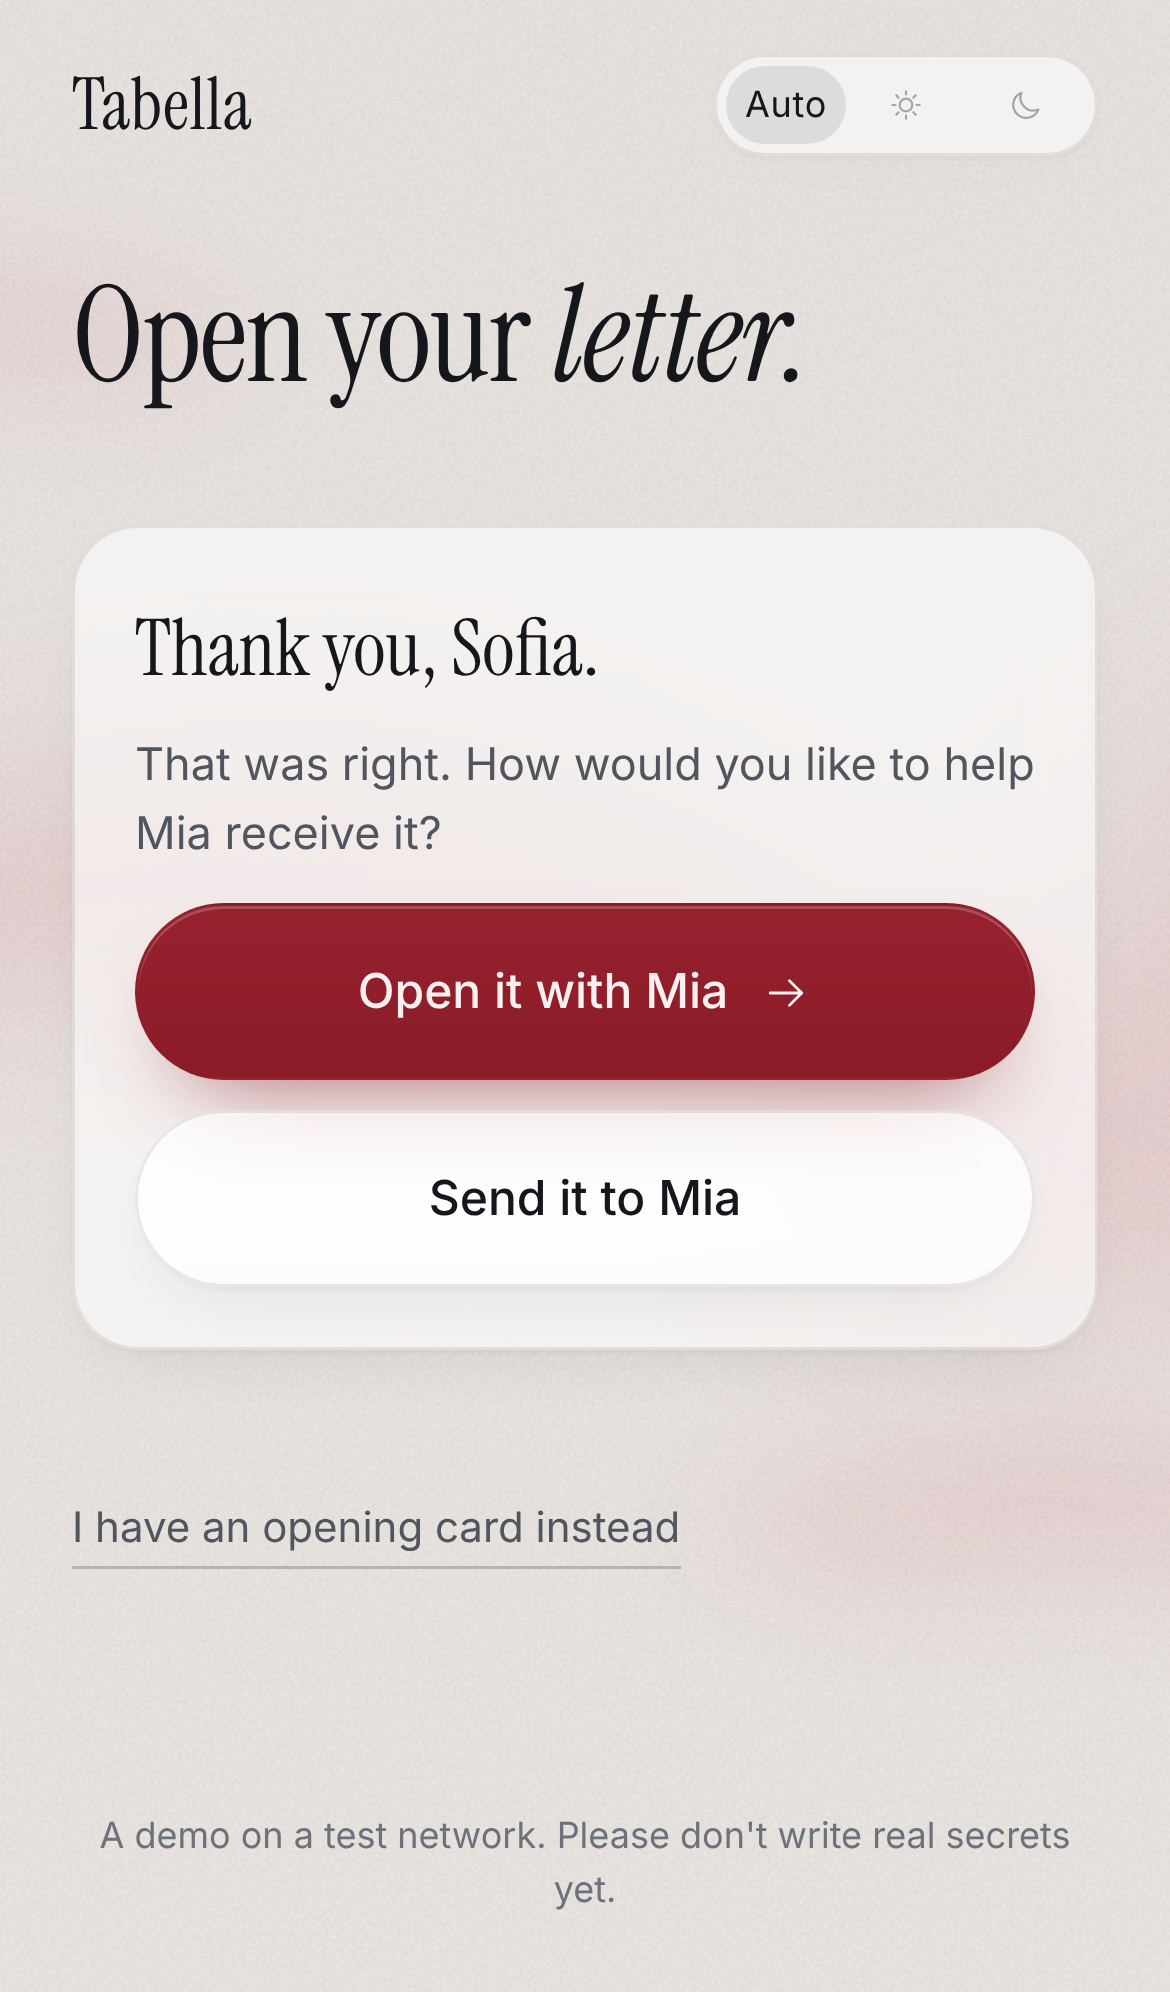 Tabella
Auto
Open your letter.
Thank you, Sofia.
That was right. How would you like to help
Mia receive it?
Open it with Mia →
Send it to Mia
I have an opening card instead
A demo on a test network. Please don't write real secrets
yet.